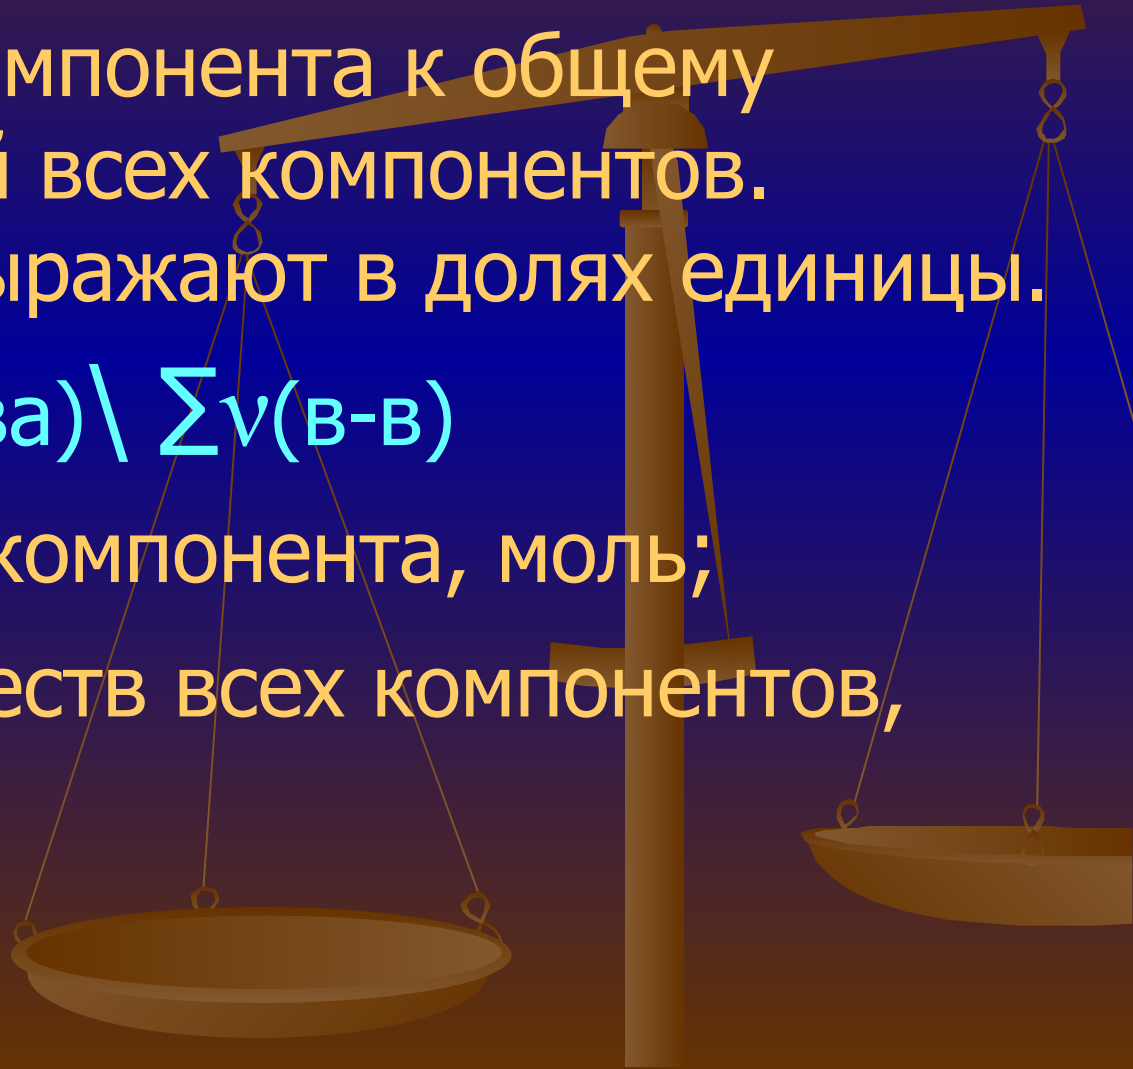 мпонента к общему
й всех компонентов.
ыражают в долях единицы.
ва)\ ∑ν(в-в)
компонента, моль;
еств всех компонентов,